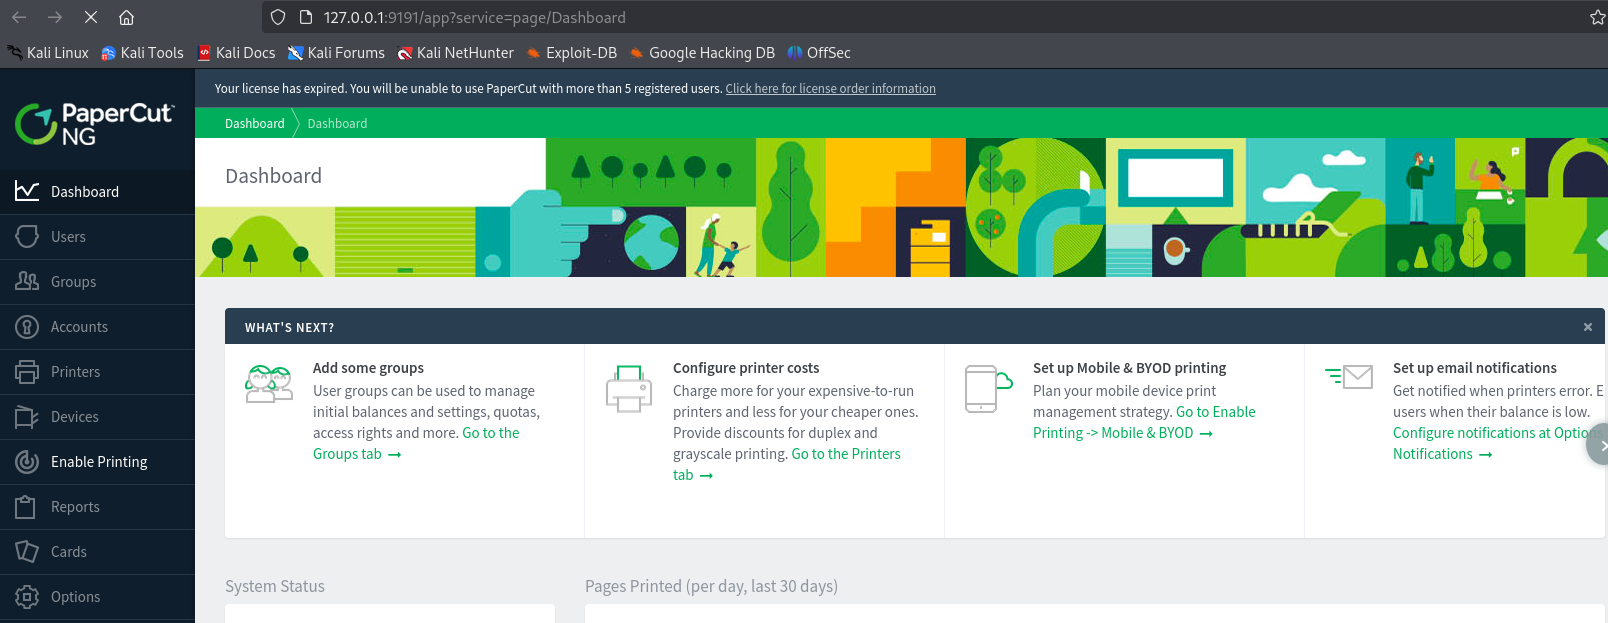 127.0.0.1:9191/app?service=page/Dashboard
Kali Linux Kali Tools Kali Docs Kali Forums Kali NetHunter Exploit-DB Google Hacking DB OffSec
PaperCut™
NG
Your license has expired. You will be unable to use PaperCut with more than 5 registered users. Click here for license order information
Dashboard Dashboard
Dashboard
Dashboard
Users
Groups
Accounts
Printers
Devices
Enable Printing
Reports
Cards
Options
WHAT'S NEXT?
Add some groups
User groups can be used to manage
initial balances and settings, quotas,
access rights and more. Go to the
Groups tab →
Configure printer costs
Charge more for your expensive-to-run
printers and less for your cheaper ones.
Provide discounts for duplex and
grayscale printing. Go to the Printers
tab →
Set up Mobile & BYOD printing
Plan your mobile device print
management strategy. Go to Enable
Printing -> Mobile & BYOD →
Set up email notifications
Get notified when printers error. E
users when their balance is low.
Configure notifications at Options
Notifications →
System Status
Pages Printed (per day, last 30 days)